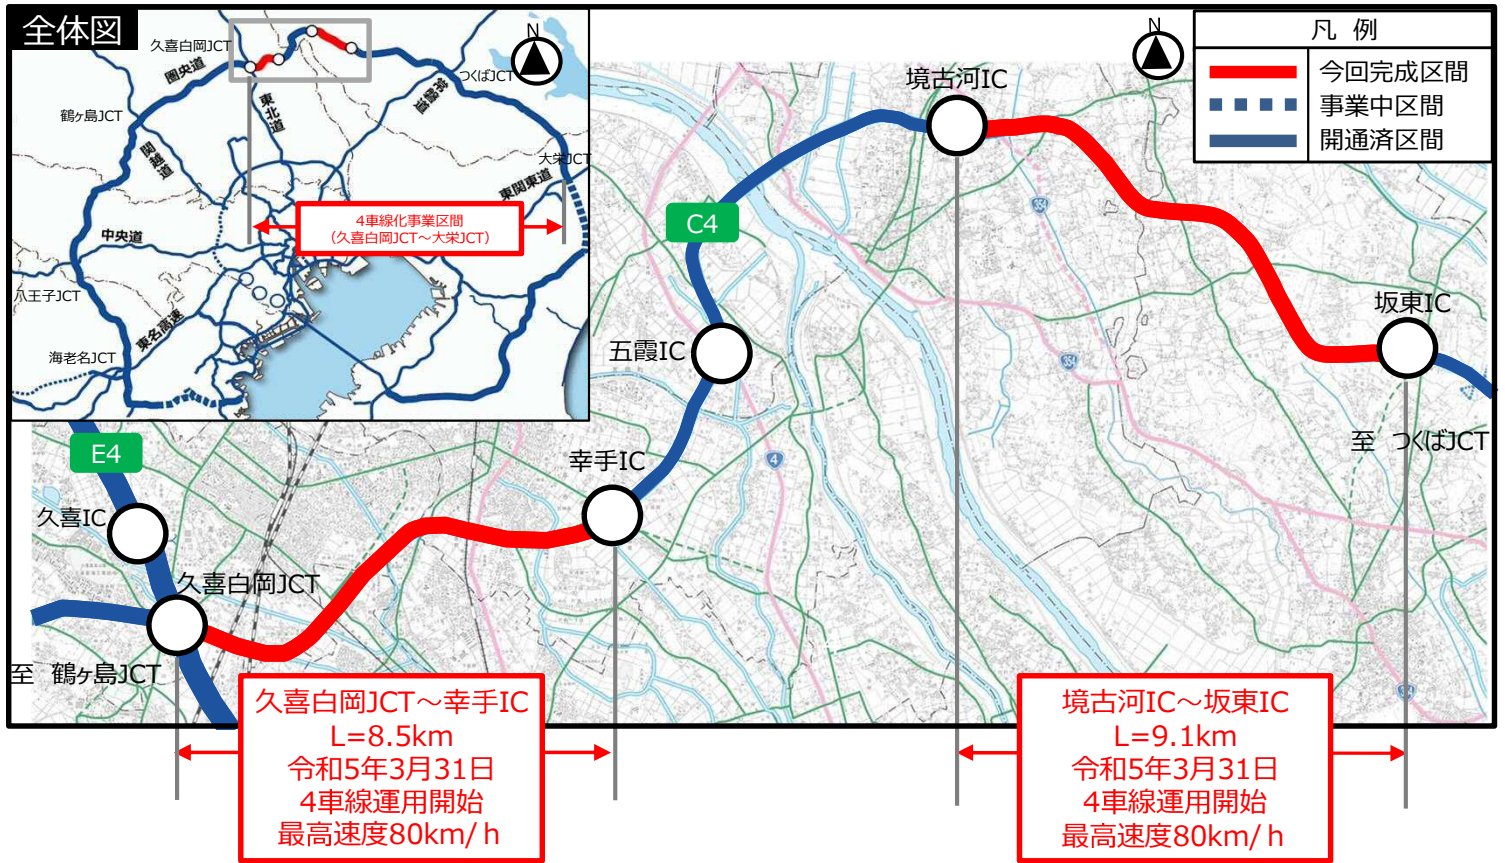 全体図
久喜白岡JCT
圏央道
つくばJCT
常磐道
東北道
鶴ヶ島JCT
関越道
大栄JCT
東関東道
4車線化事業区間
（久喜白岡JCT～大栄JCT）
中央道
八王子JCT
東名高速
海老名JCT
N
N
凡 例
今回完成区間
事業中区間
開通済区間
境古河IC
354
C4
坂東IC
五霞IC
354
至 つくばJCT
E4
4
幸手IC
久喜IC
久喜白岡JCT
至 鶴ヶ島JCT
354
久喜白岡JCT～幸手IC
L=8.5km
令和5年3月31日
4車線運用開始
最高速度80km/h
境古河IC～坂東IC
L=9.1km
令和5年3月31日
4車線運用開始
最高速度80km/h